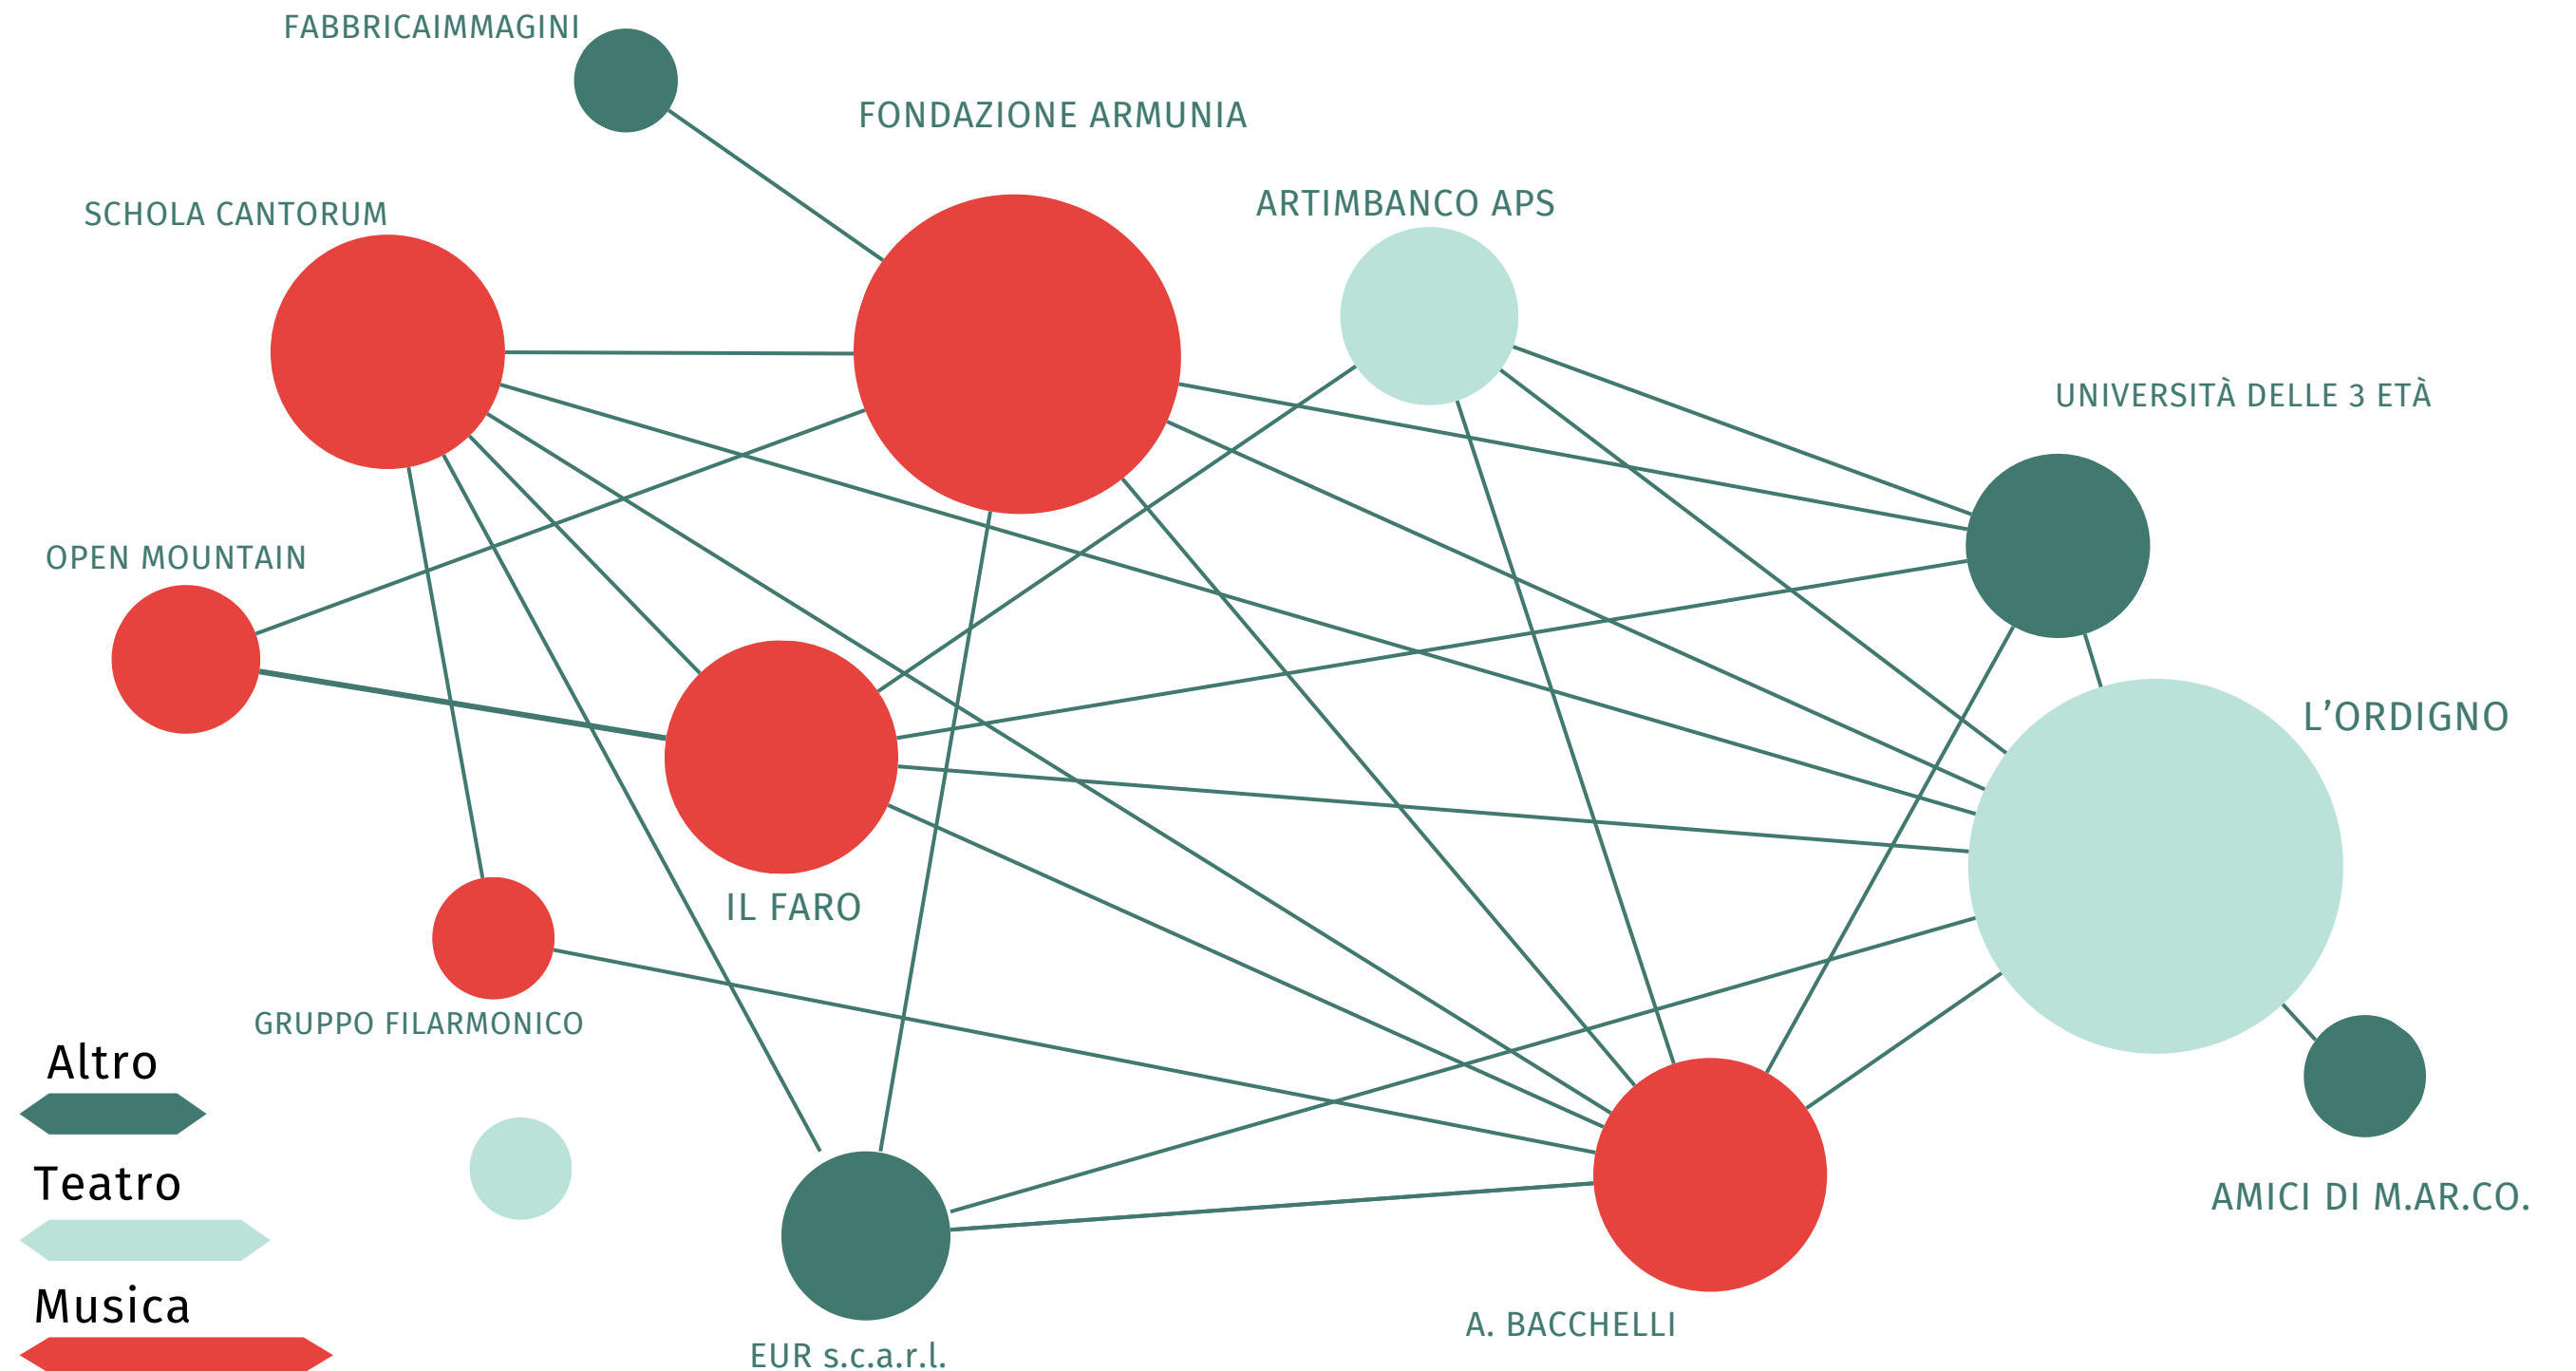 FABBRICAIMMAGINI
FONDAZIONE ARMUNIA
ARTIMBANCO APS
SCHOLA CANTORUM
UNIVERSITÀ DELLE 3 ETÀ
OPEN MOUNTAIN
L’ORDIGNO
IL FARO
GRUPPO FILARMONICO
Altro
Teatro
AMICI DI M.AR.CO.
Musica
A. BACCHELLI
EUR s.c.a.r.l.